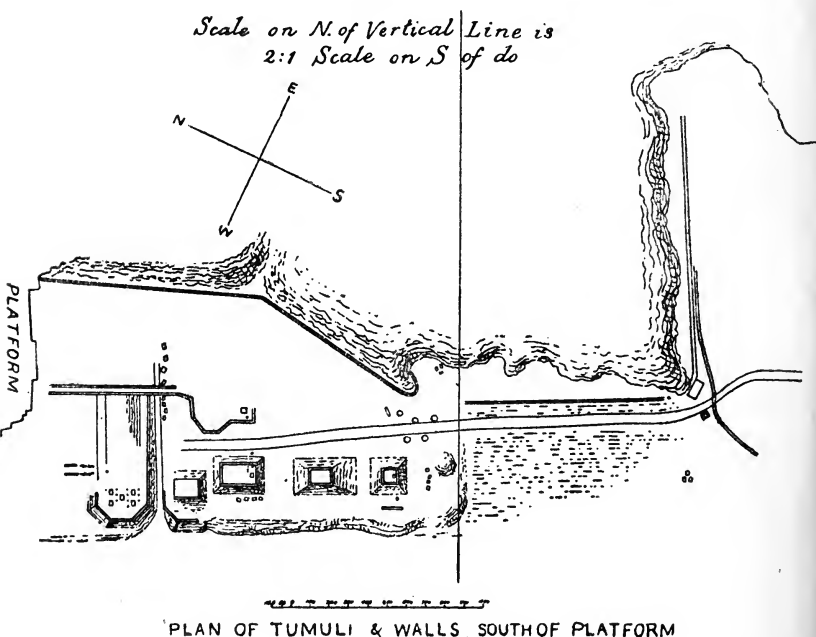 Scale on N. of Vertical Line is
2:1 Scale on S of do
E
N
S
W
PLATFORM
PLAN OF TUMULI & WALLS SOUTH OF PLATFORM